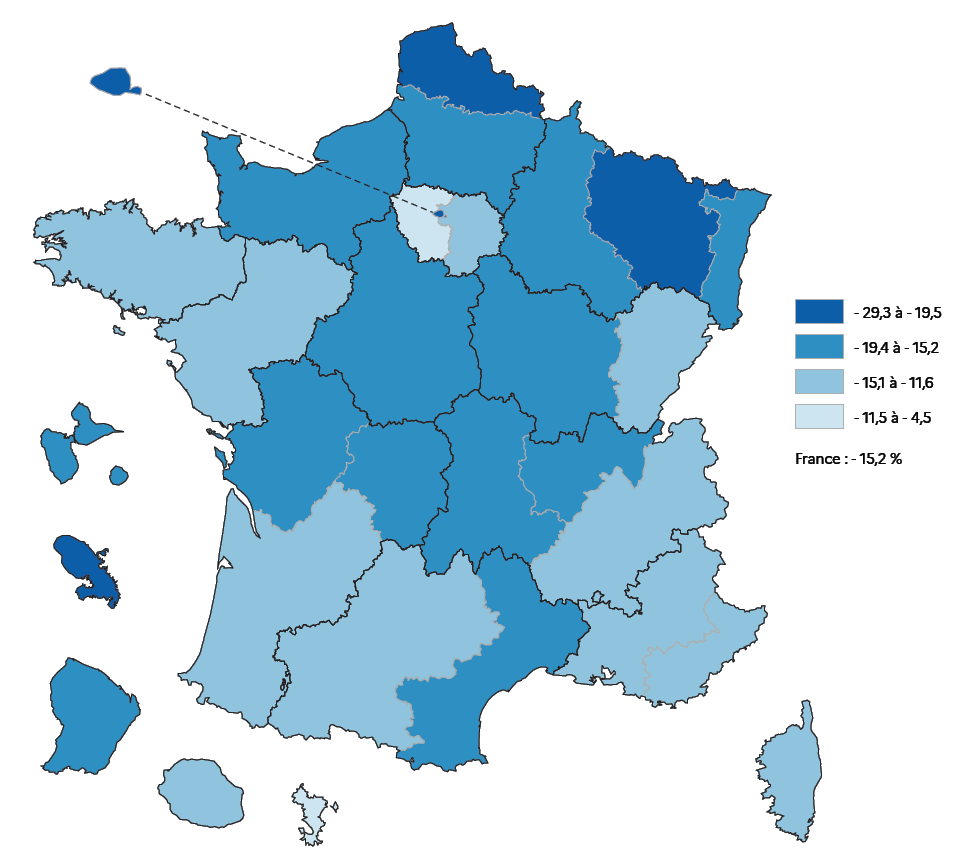 - 29,3 à - 19,5
- 19,4 à - 15,2
- 15,1 à - 11,6
- 11,5 à - 4,5
France : - 15,2 %